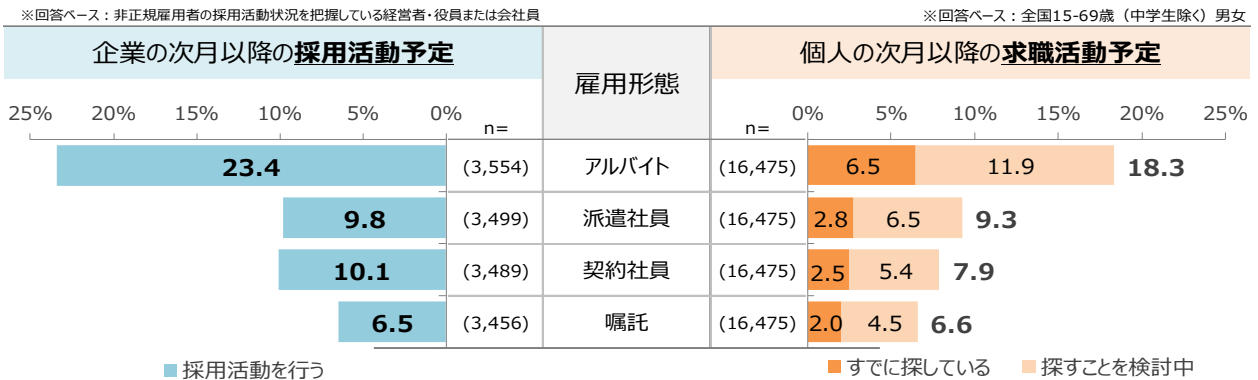 ※回答ベース：非正規雇用者の採用活動状況を把握している経営者・役員または会社員
※回答ベース：全国15-69歳（中学生除く）男女
企業の次月以降の採用活動予定
雇用形態
個人の次月以降の求職活動予定
25% 20% 15% 10% 5% 0%
n=
n=
0% 5% 10% 15% 20% 25%
23.4 (3,554) アルバイト (16,475) 6.5 11.9 18.3
9.8 (3,499) 派遣社員 (16,475) 2.8 6.5 9.3
10.1 (3,489) 契約社員 (16,475) 2.5 5.4 7.9
6.5 (3,456) 嘱託 (16,475) 2.0 4.5 6.6
採用活動を行う
すでに探している 探すことを検討中